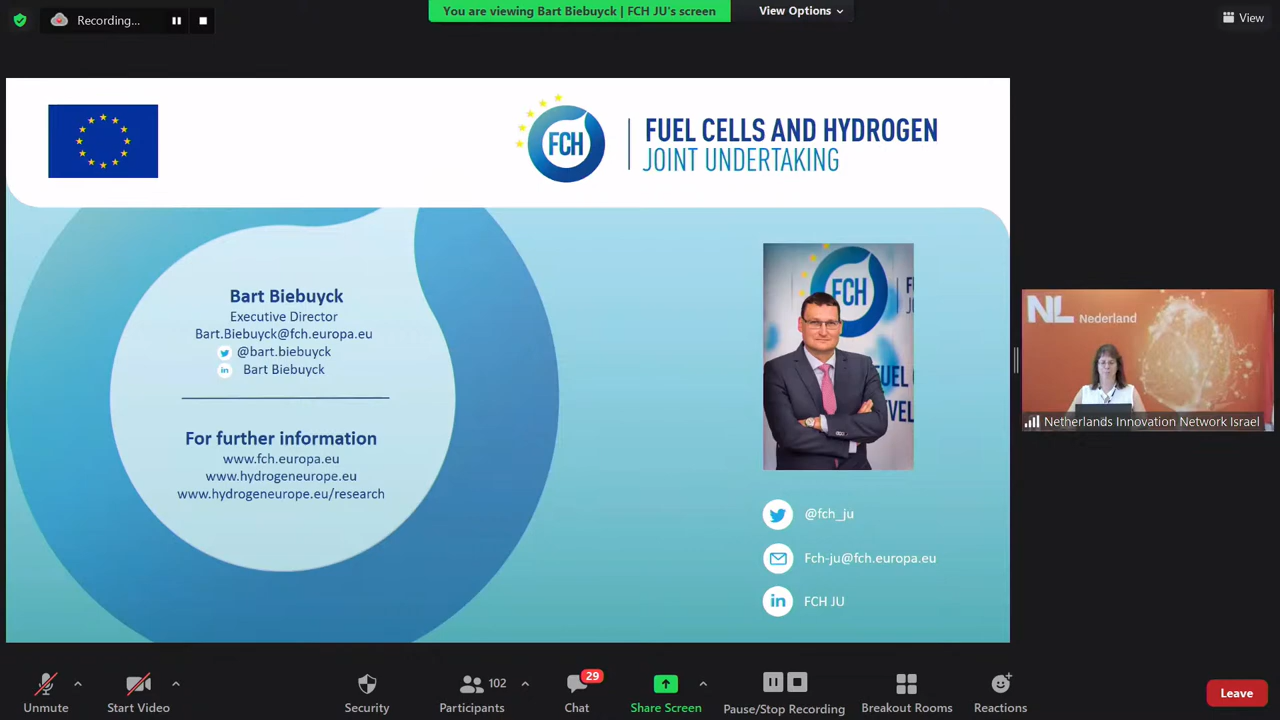 Recording...
You are viewing Bart Biebuyck | FCH JU's screen
View Options
View
FCH
FUEL CELLS AND HYDROGEN
JOINT UNDERTAKING
Bart Biebuyck
Executive Director
Bart.Biebuyck@fch.europa.eu
@bart.biebuyck
in Bart Biebuyck
For further information
www.fch.europa.eu
www.hydrogeneurope.eu
www.hydrogeneurope.eu/research
FCH
FUEL
@fch_ju
Fch-ju@fch.europa.eu
in FCH JU
NL Nederland
Netherlands Innovation Network Israel
Unmute
Start Video
Security
102
Participants
29
Chat
Share Screen
Pause/Stop Recording
Breakout Rooms
Reactions
Leave